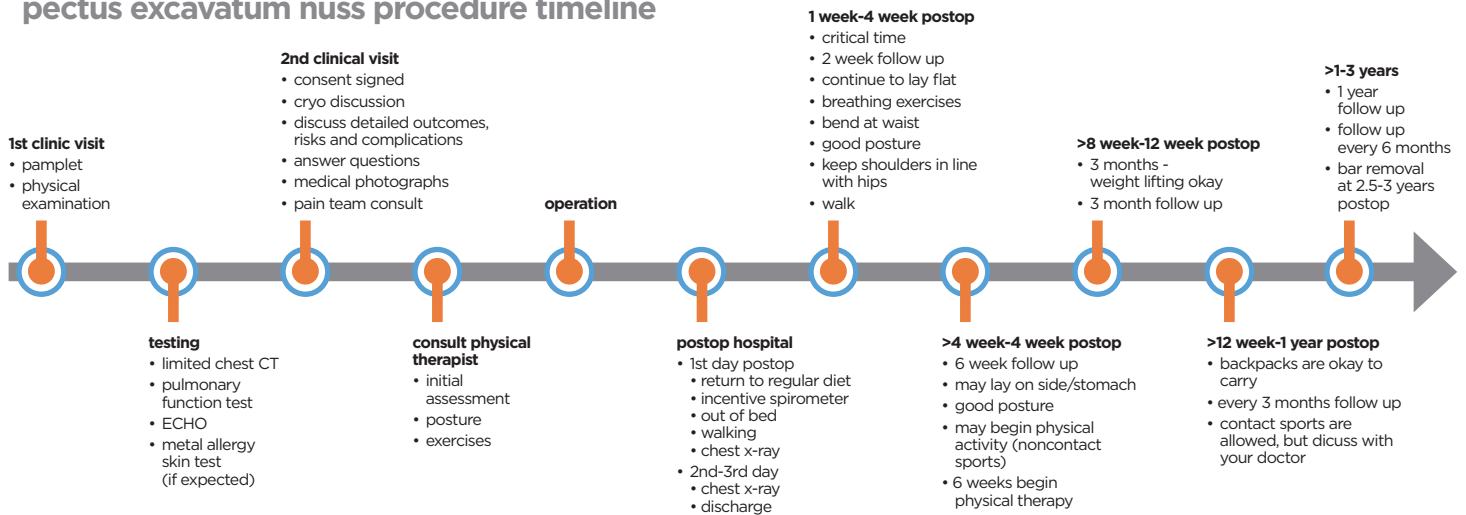 pectus excavatum nuss procedure timeline
1st clinic visit
• pamplet
• physical
examination
testing
• limited chest CT
• pulmonary
function test
• ECHO
• metal allergy
skin test
(if expected)
2nd clinical visit
• consent signed
• cryo discussion
• discuss detailed outcomes,
risks and complications
• answer questions
• medical photographs
• pain team consult
consult physical
therapist
• initial
assessment
• posture
• exercises
operation
postop hospital
• 1st day postop
• return to regular diet
• incentive spirometer
• out of bed
• walking
• chest x-ray
• 2nd-3rd day
• chest x-ray
• discharge
1 week-4 week postop
• critical time
• 2 week follow up
• continue to lay flat
• breathing exercises
• bend at waist
• good posture
• keep shoulders in line
with hips
• walk
>4 week-4 week postop
• 6 week follow up
• may lay on side/stomach
• good posture
• may begin physical
activity (noncontact
sports)
• 6 weeks begin
physical therapy
>8 week-12 week postop
• 3 months -
weight lifting okay
• 3 month follow up
>12 week-1 year postop
• backpacks are okay to
carry
• every 3 months follow up
• contact sports are
allowed, but dicuss with
your doctor
>1-3 years
• 1 year
follow up
• follow up
every 6 months
• bar removal
at 2.5-3 years
postop